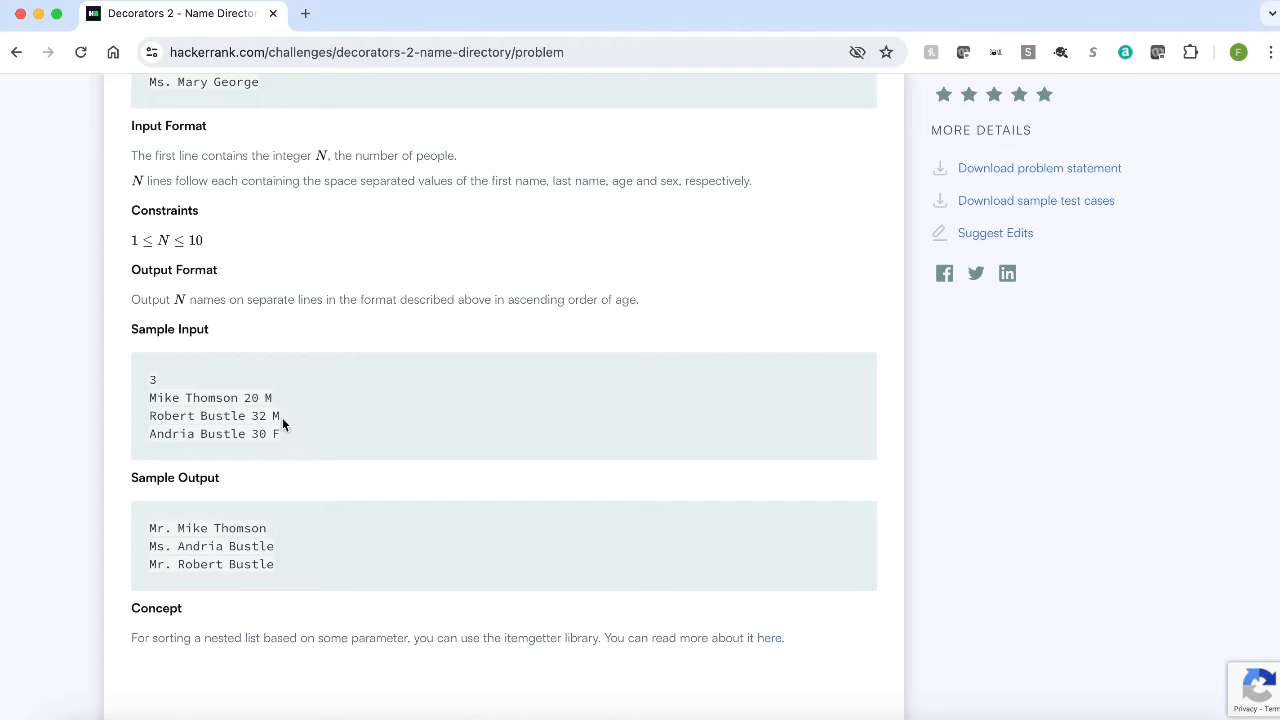 Decorators 2 - Name Director
hackerrank.com/challenges/decorators-2-name-directory/problem
F
Ms. Mary George
Input Format
The first line contains the integer N, the number of people.
N lines follow each containing the space separated values of the first name, last name, age and sex, respectively.
Constraints
1 ≤ N ≤ 10
Output Format
Output N names on separate lines in the format described above in ascending order of age.
Sample Input
3
Mike Thomson 20 M
Robert Bustle 32 M
Andria Bustle 30 F
Sample Output
Mr. Mike Thomson
Ms. Andria Bustle
Mr. Robert Bustle
Concept
For sorting a nested list based on some parameter, you can use the itemgetter library. You can read more about it here.
MORE DETAILS
Download problem statement
Download sample test cases
Suggest Edits
Privacy - Term